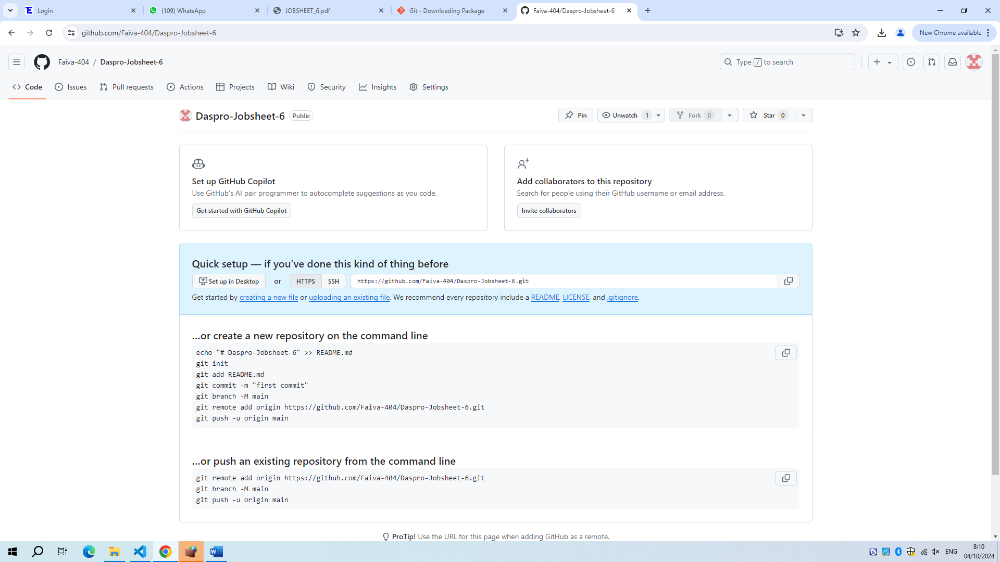 Login
(109) WhatsApp
JOBSHEET_6.pdf
Git - Downloading Package
Faiva-404/Daspro-Jobsheet-6
github.com/Faiva-404/Daspro-Jobsheet-6
New Chrome available
Faiva-404 / Daspro-Jobsheet-6
Type / to search
Code
Issues
Pull requests
Actions
Projects
Wiki
Security
Insights
Settings
Daspro-Jobsheet-6 Public
Pin
Unwatch 1
Fork 0
Star 0
Set up GitHub Copilot
Use GitHub's AI pair programmer to autocomplete suggestions as you code.
Get started with GitHub Copilot
Add collaborators to this repository
Search for people using their GitHub username or email address.
Invite collaborators
Quick setup — if you’ve done this kind of thing before
Set up in Desktop or HTTPS SSH https://github.com/Faiva-404/Daspro-Jobsheet-6.git
Get started by creating a new file or uploading an existing file. We recommend every repository include a README, LICENSE, and .gitignore.
…or create a new repository on the command line
echo "# Daspro-Jobsheet-6" >> README.md
git init
git add README.md
git commit -m "first commit"
git branch -M main
git remote add origin https://github.com/Faiva-404/Daspro-Jobsheet-6.git
git push -u origin main
…or push an existing repository from the command line
git remote add origin https://github.com/Faiva-404/Daspro-Jobsheet-6.git
git branch -M main
git push -u origin main
ProTip! Use the URL for this page when adding GitHub as a remote.
ENG
8:10
04/10/2024